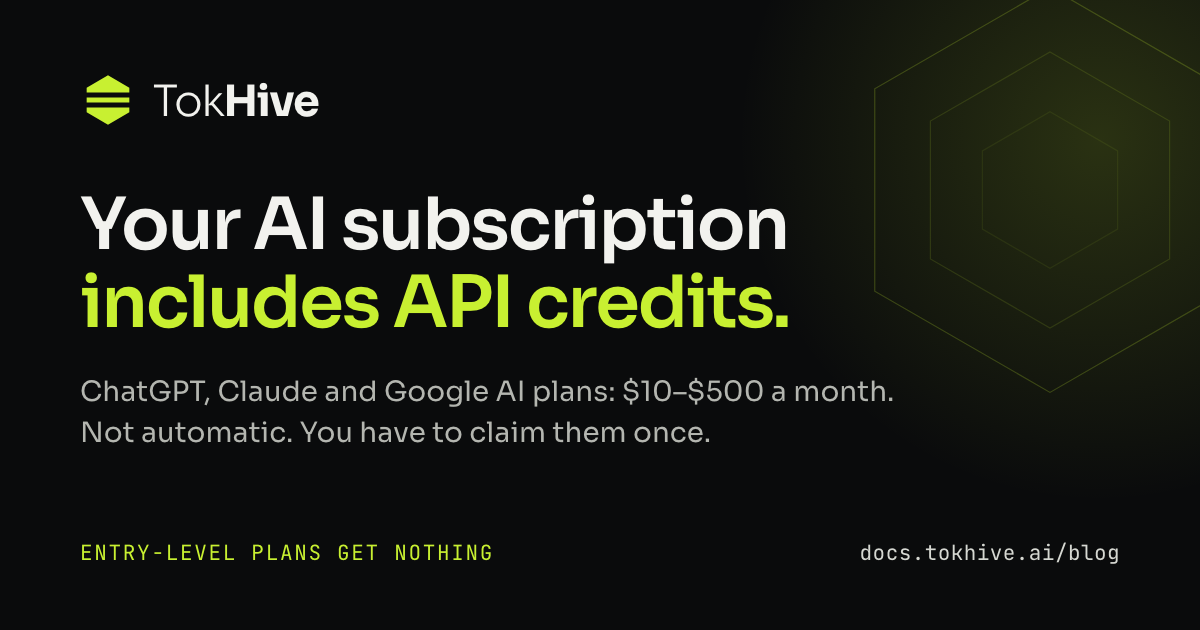 TokHive
Your AI subscription
includes API credits.
ChatGPT, Claude and Google AI plans: $10–$500 a month.
Not automatic. You have to claim them once.
ENTRY-LEVEL PLANS GET NOTHING
docs.tokhive.ai/blog